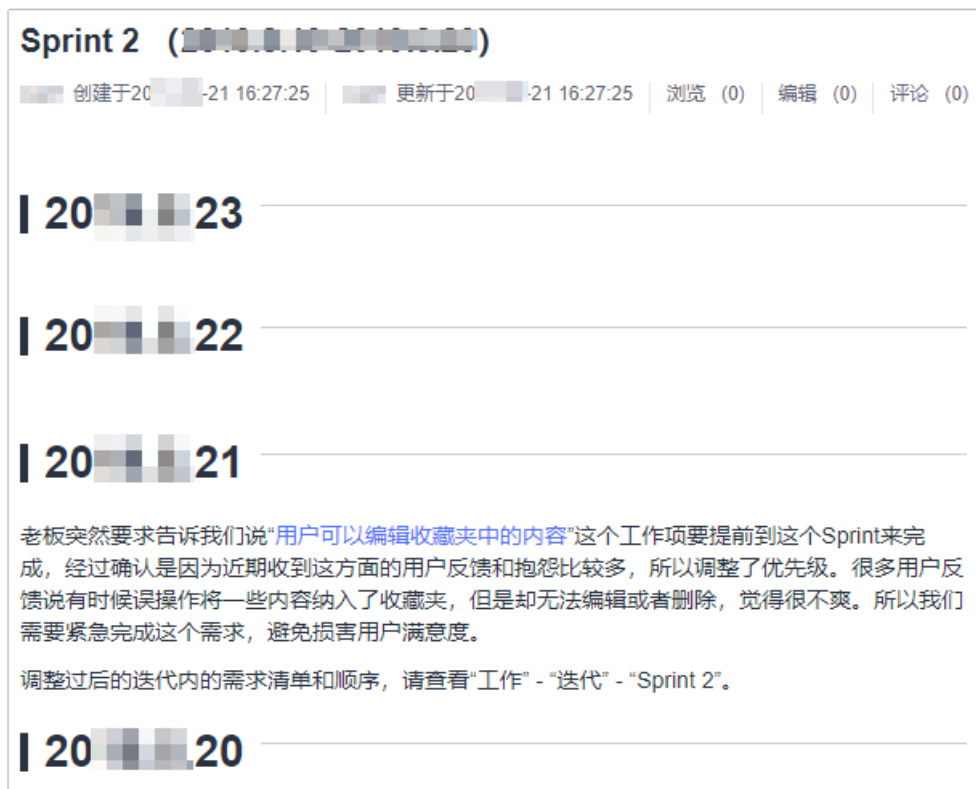 Sprint 2 （）
创建于20 -21 16:27:25 更新于20 -21 16:27:25 浏览 (0) 编辑 (0) 评论 (0)
20 23
20 22
20 21
老板突然要求告诉我们说“用户可以编辑收藏夹中的内容”这个工作项要提前到这个Sprint来完
成，经过确认是因为近期收到这方面的用户反馈和抱怨比较多，所以调整了优先级。很多用户反
馈说有时候误操作将一些内容纳入了收藏夹，但是却无法编辑或者删除，觉得很不爽。所以我们
需要紧急完成这个需求，避免损害用户满意度。
调整过后的迭代内的需求清单和顺序，请查看“工作” - “迭代” - “Sprint 2”。
20 .20